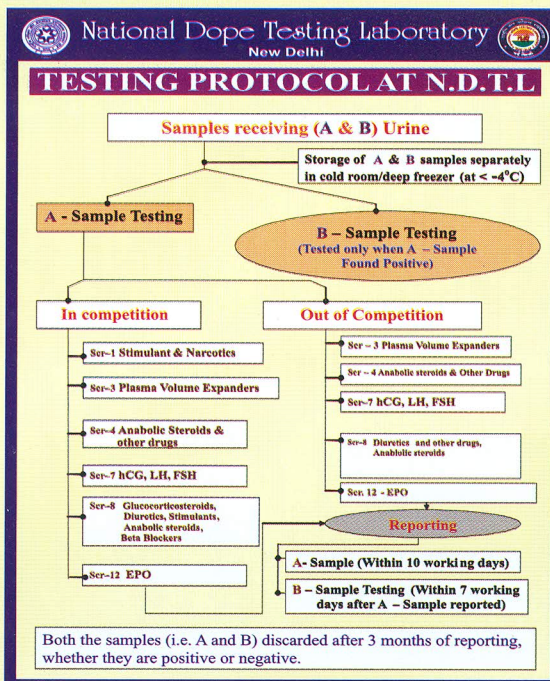 National Dope Testing Laboratory
New Delhi
TESTING PROTOCOL AT N.D.T.L
Samples receiving (A & B) Urine
Storage of A & B samples separately
in cold room/deep freezer (at < -4°C)
A - Sample Testing
B – Sample Testing
(Tested only when A – Sample
Found Positive)
In competition
Scr–1 Stimulant & Narcotics
Scr–3 Plasma Volume Expanders
Scr–4 Anabolic Steroids &
other drugs
Scr–7 hCG, LH, FSH
Scr–8 Glucocorticosteroids,
Diuretics, Stimulants,
Anabolic steroids,
Beta Blockers
Scr–12 EPO
Out of Competition
Scr – 3 Plasma Volume Expanders
Scr – 4 Anabolic steroids & Other Drugs
Scr–7 hCG, LH, FSH
Scr–8 Diuretics and other drugs,
Anablolic steroids
Scr. 12 - EPO
Reporting
A- Sample (Within 10 working days)
B – Sample Testing (Within 7 working
days after A – Sample reported)
Both the samples (i.e. A and B) discarded after 3 months of reporting,
whether they are positive or negative.